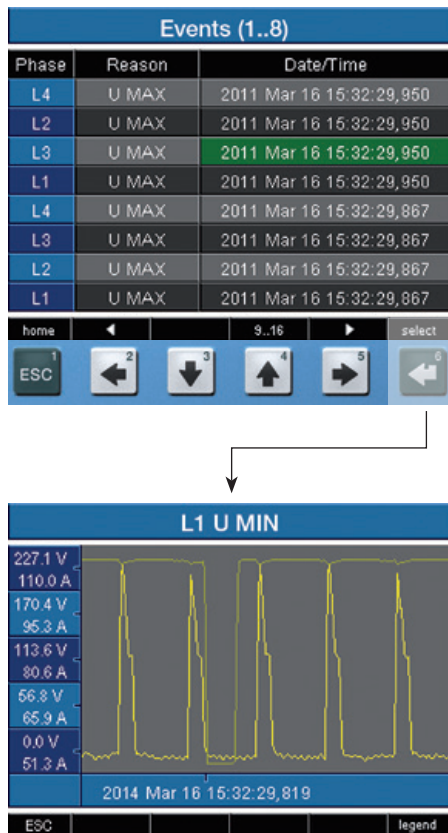 Events (1..8)
Phase Reason Date/Time
L4 U MAX 2011 Mar 16 15:32:29,950
L2 U MAX 2011 Mar 16 15:32:29,950
L3 U MAX 2011 Mar 16 15:32:29,950
L1 U MAX 2011 Mar 16 15:32:29,950
L4 U MAX 2011 Mar 16 15:32:29,867
L3 U MAX 2011 Mar 16 15:32:29,867
L2 U MAX 2011 Mar 16 15:32:29,867
L1 U MAX 2011 Mar 16 15:32:29,867
home 9..16 select
ESC 1 2 3 4 5 6
L1 U MIN
227.1 V
110.0 A
170.4 V
95.3 A
113.6 V
80.6 A
56.8 V
65.9 A
0.0 V
51.3 A
2014 Mar 16 15:32:29,819
ESC legend